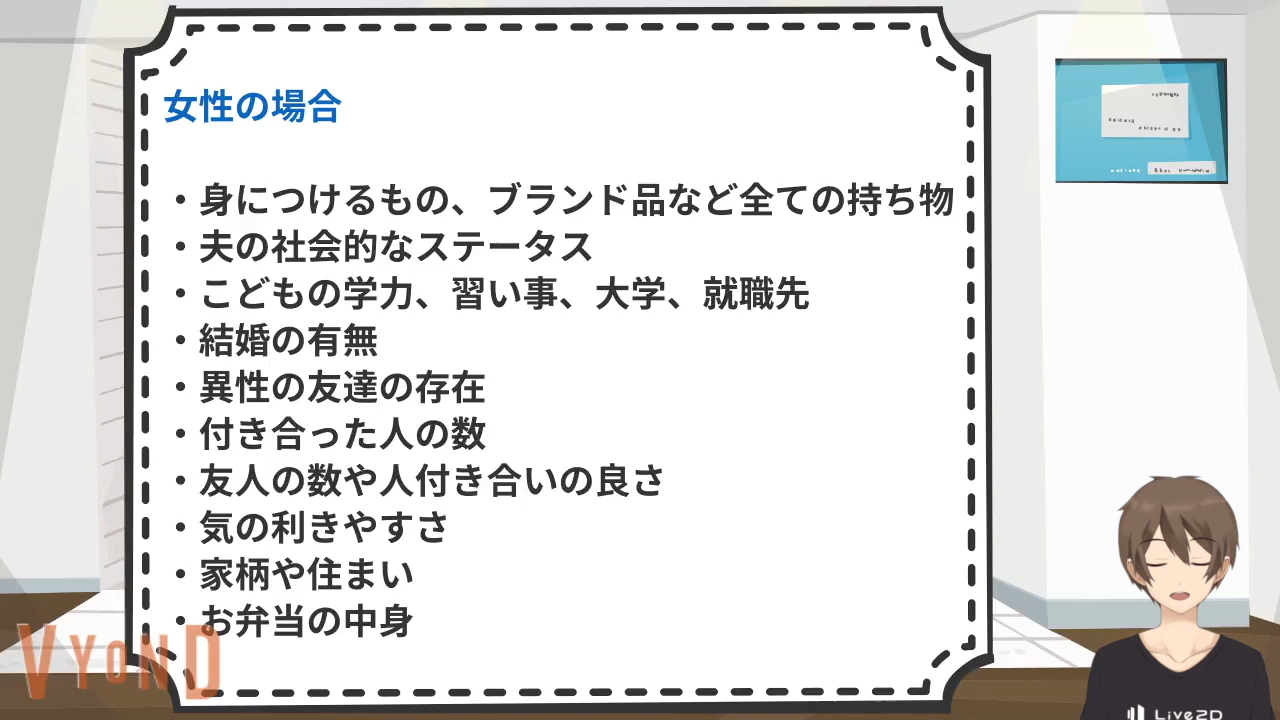 女性の場合
・身につけるもの、ブランド品など全ての持ち物
・夫の社会的なステータス
・こどもの学力、習い事、大学、就職先
・結婚の有無
・異性の友達の存在
・付き合った人の数
・友人の数や人付き合いの良さ
・気の利きやすさ
・家柄や住まい
・お弁当の中身
VYOND
Live2D